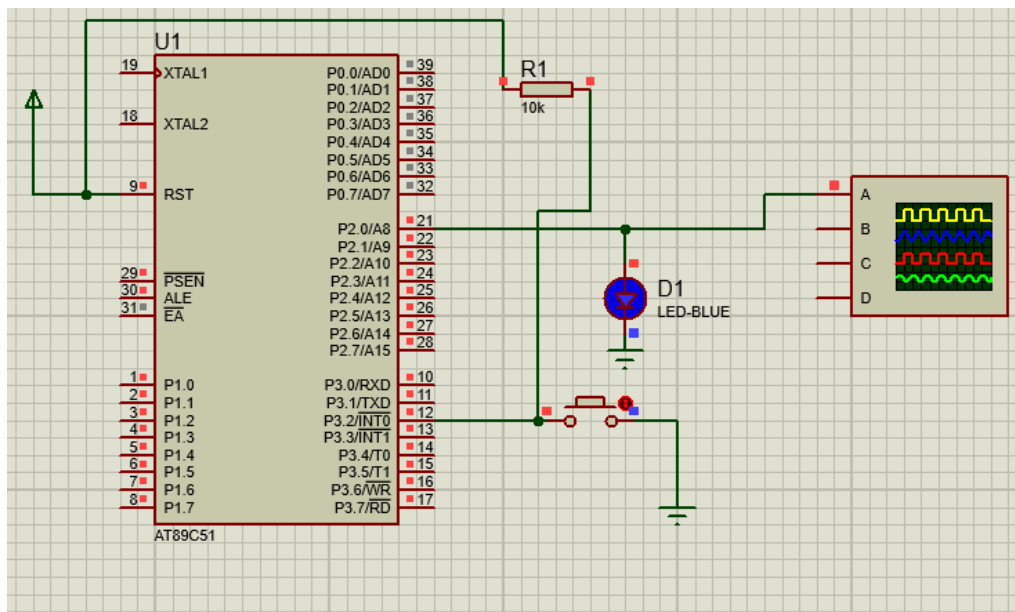 U1
19
XTAL1
18
XTAL2
9
RST
29
PSEN
30
ALE
31
EA
1
P1.0
2
P1.1
3
P1.2
4
P1.3
5
P1.4
6
P1.5
7
P1.6
8
P1.7
P0.0/AD0
39
P0.1/AD1
38
P0.2/AD2
37
P0.3/AD3
36
P0.4/AD4
35
P0.5/AD5
34
P0.6/AD6
33
P0.7/AD7
32
P2.0/A8
21
P2.1/A9
22
P2.2/A10
23
P2.3/A11
24
P2.4/A12
25
P2.5/A13
26
P2.6/A14
27
P2.7/A15
28
P3.0/RXD
10
P3.1/TXD
11
P3.2/INT0
12
P3.3/INT1
13
P3.4/T0
14
P3.5/T1
15
P3.6/WR
16
P3.7/RD
17
AT89C51
R1
10k
D1
LED-BLUE
A
B
C
D